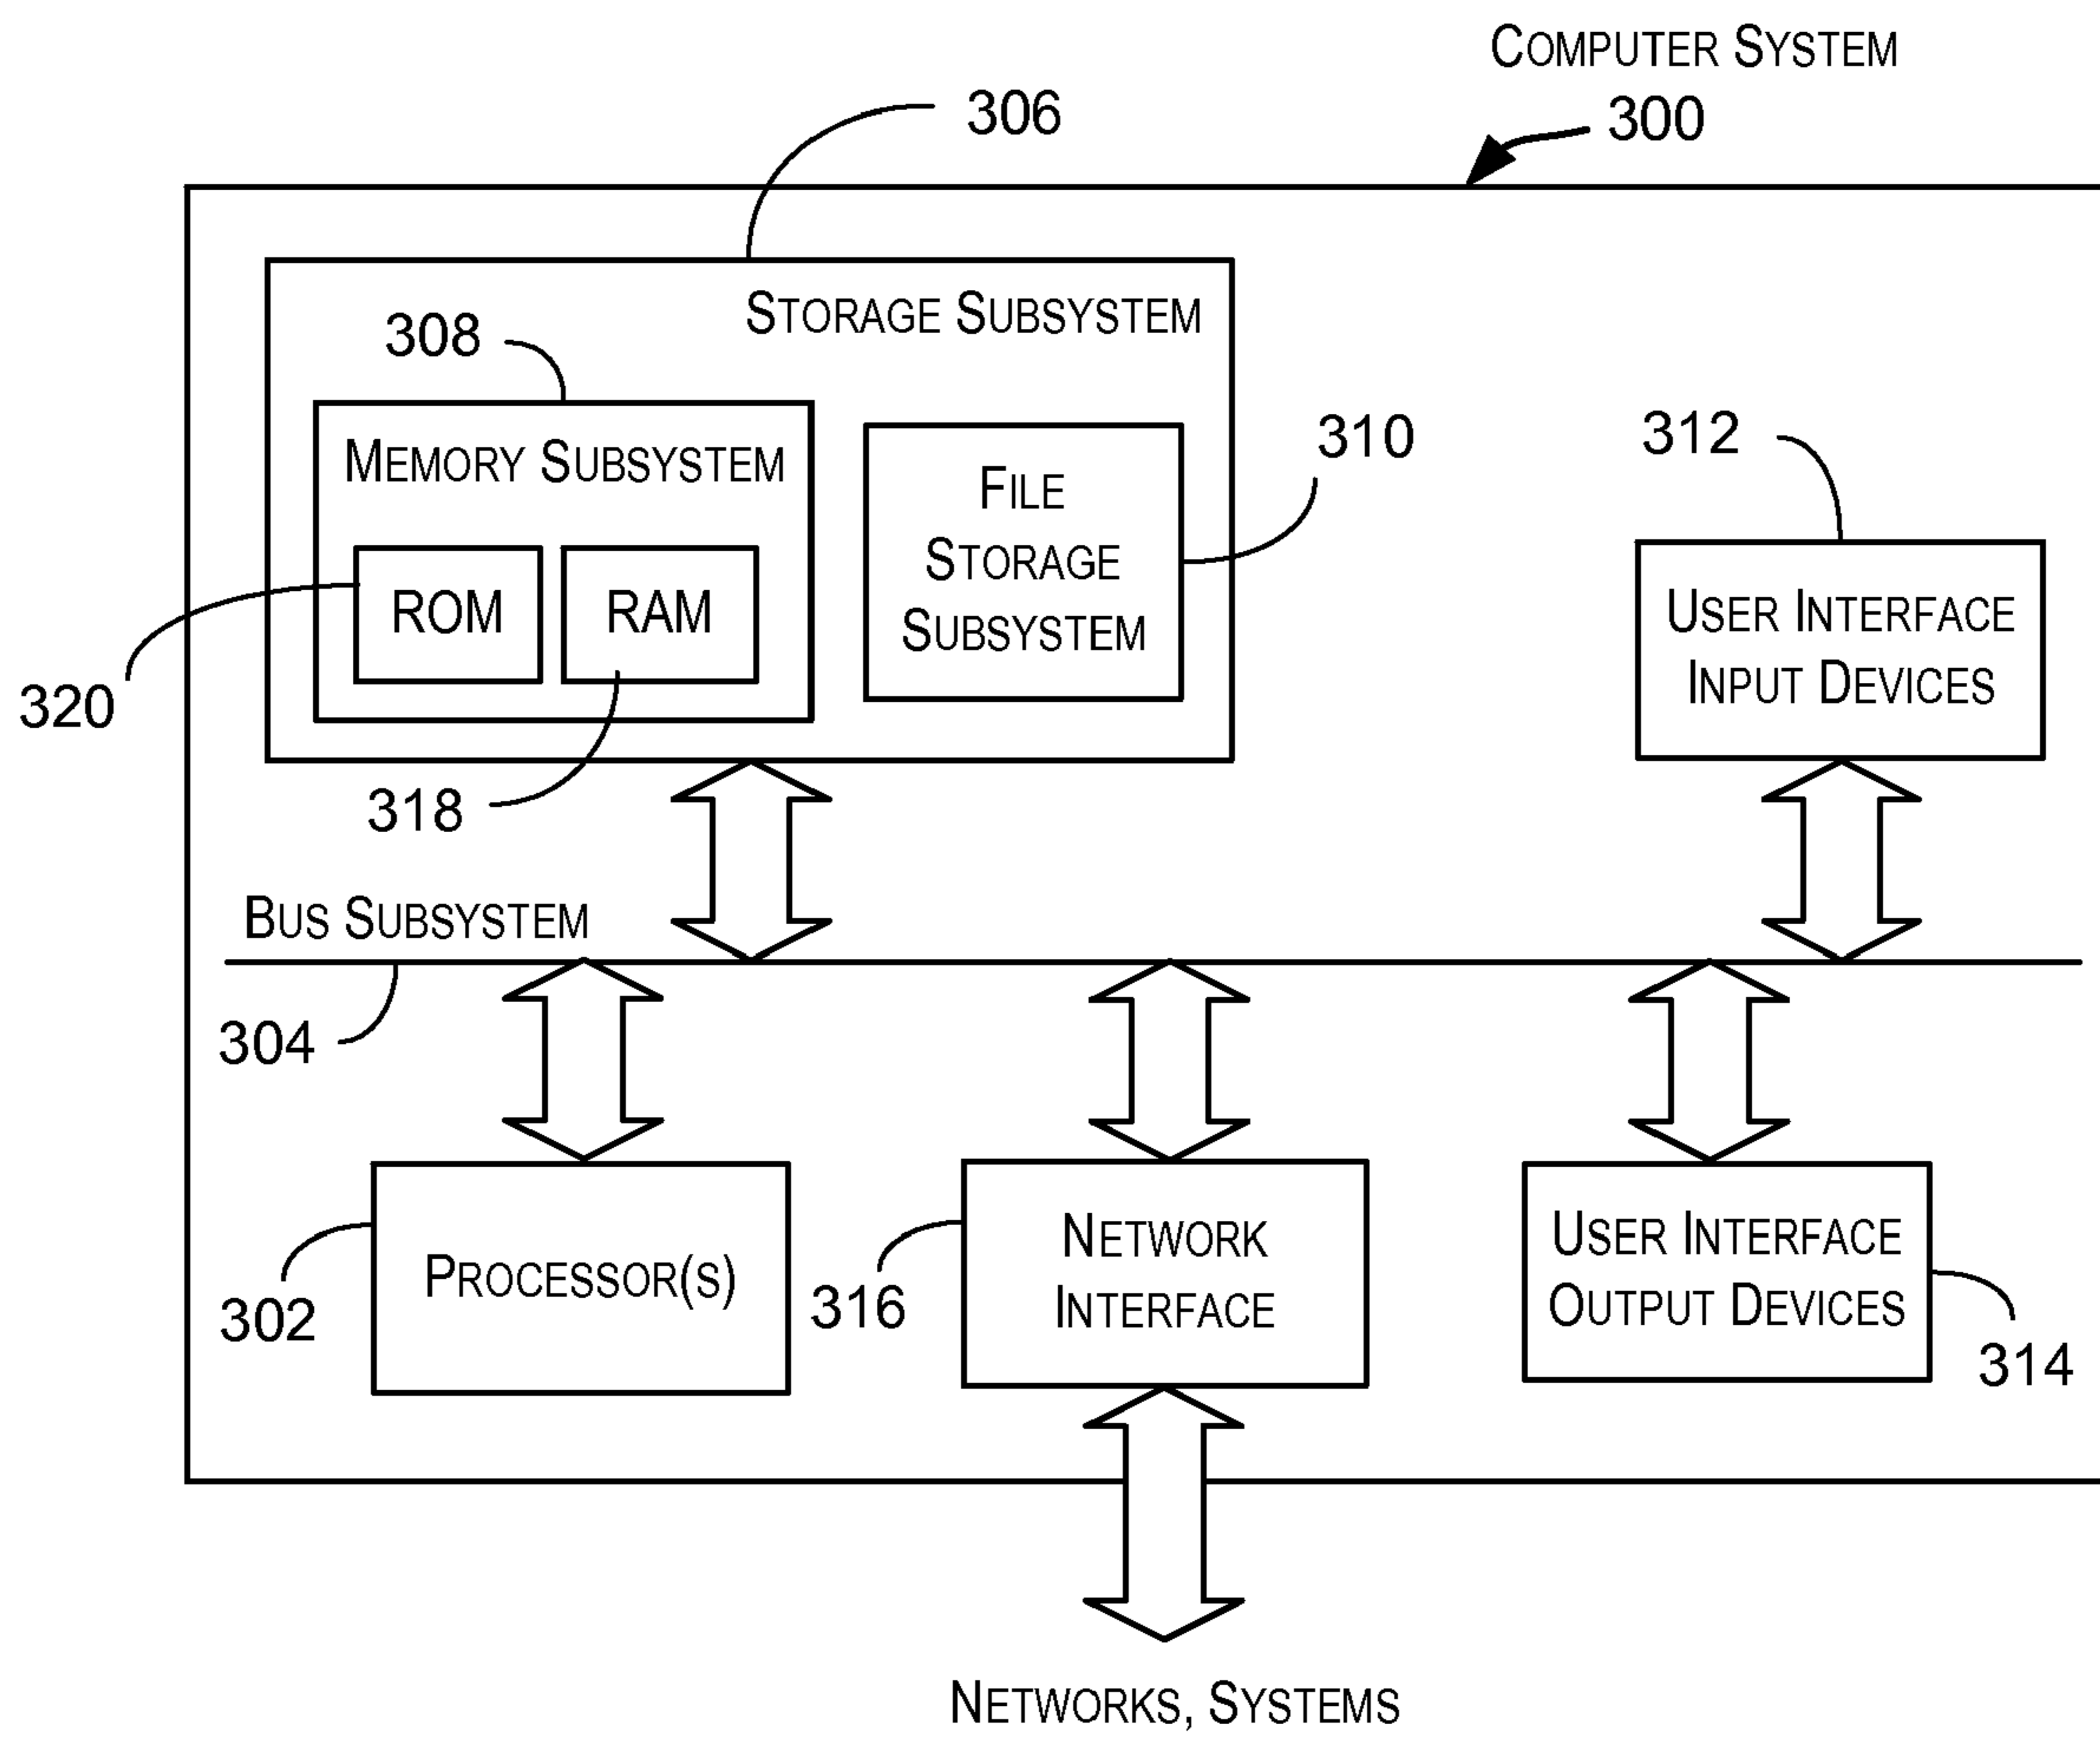 COMPUTER SYSTEM
300
306
STORAGE SUBSYSTEM
308
MEMORY SUBSYSTEM
ROM
RAM
FILE
STORAGE
SUBSYSTEM
310
312
USER INTERFACE
INPUT DEVICES
320
318
BUS SUBSYSTEM
304
302
PROCESSOR(S)
316
NETWORK
INTERFACE
USER INTERFACE
OUTPUT DEVICES
314
NETWORKS, SYSTEMS